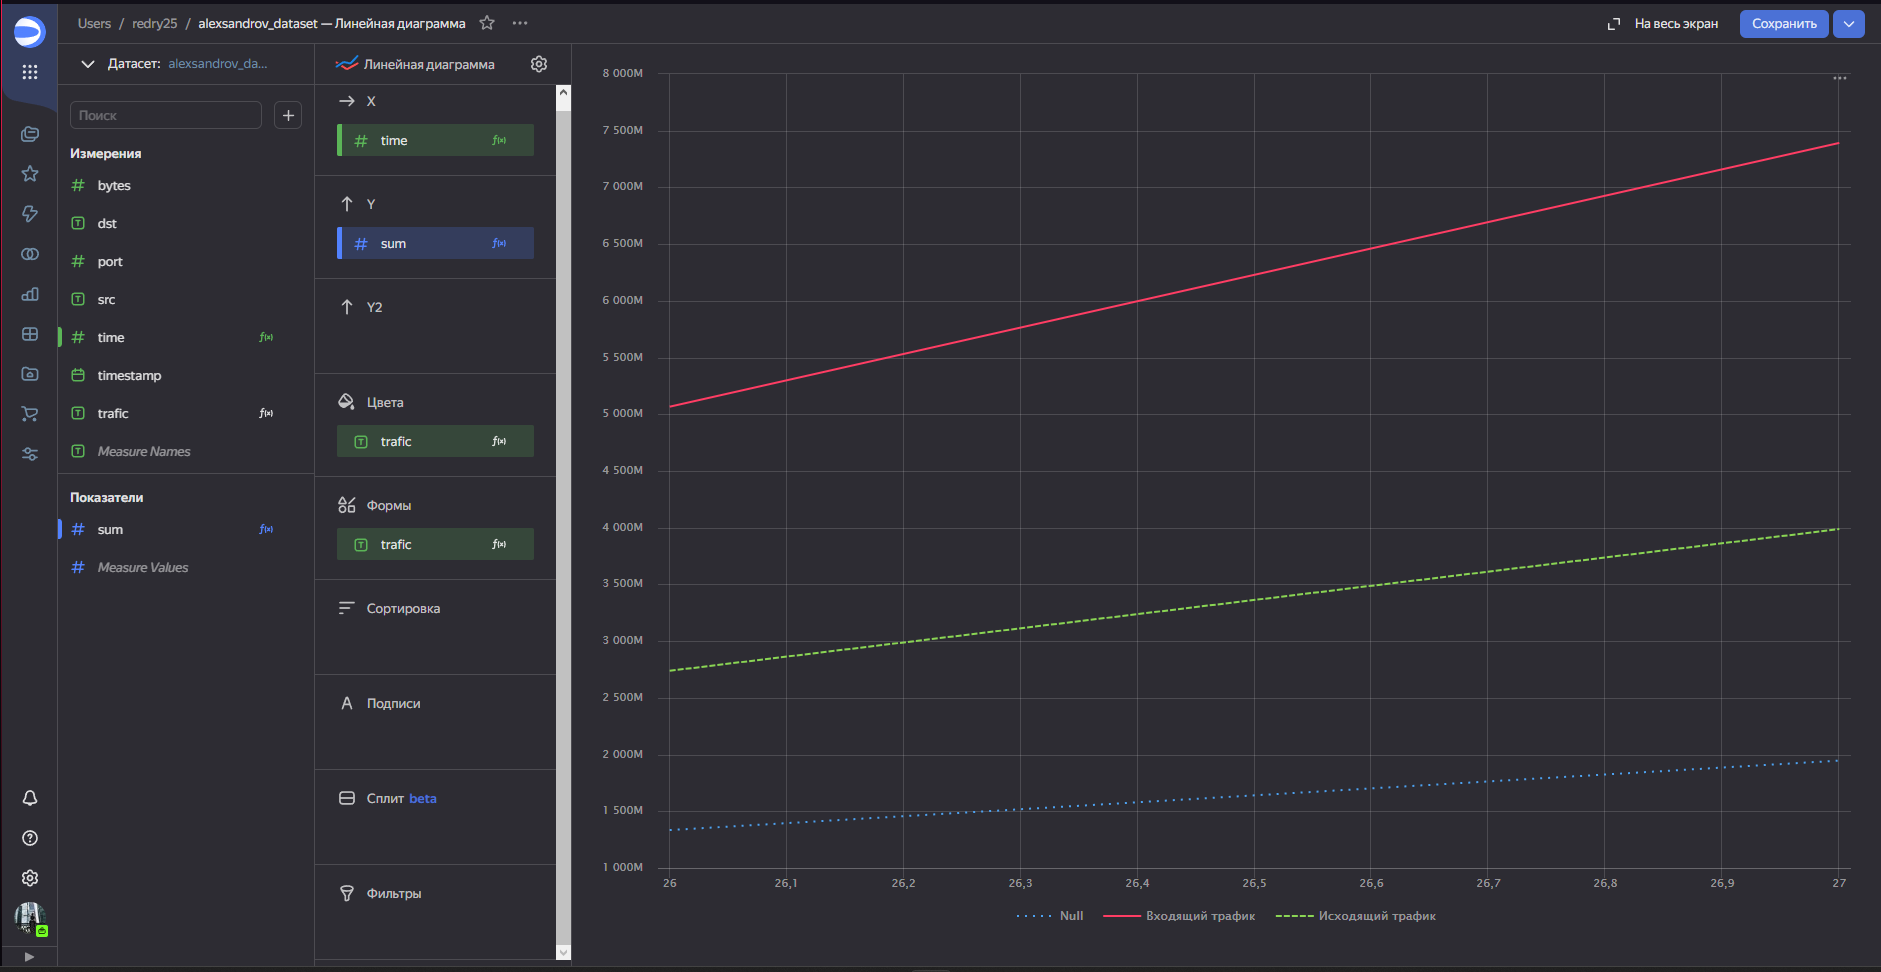 Users / redry25 / alexsandrov_dataset — Линейная диаграмма
На весь экран
Сохранить
Датасет: alexsandrov_da...
Поиск
Измерения
bytes
dst
port
src
time
timestamp
trafic
Measure Names
Показатели
sum
Measure Values
Линейная диаграмма
X
time
Y
sum
Y2
Цвета
trafic
Формы
trafic
Сортировка
Подписи
Сплит beta
Фильтры
8 000M
7 500M
7 000M
6 500M
6 000M
5 500M
5 000M
4 500M
4 000M
3 500M
3 000M
2 500M
2 000M
1 500M
1 000M
26 26,1 26,2 26,3 26,4 26,5 26,6 26,7 26,8 26,9 27
Null Входящий трафик Исходящий трафик